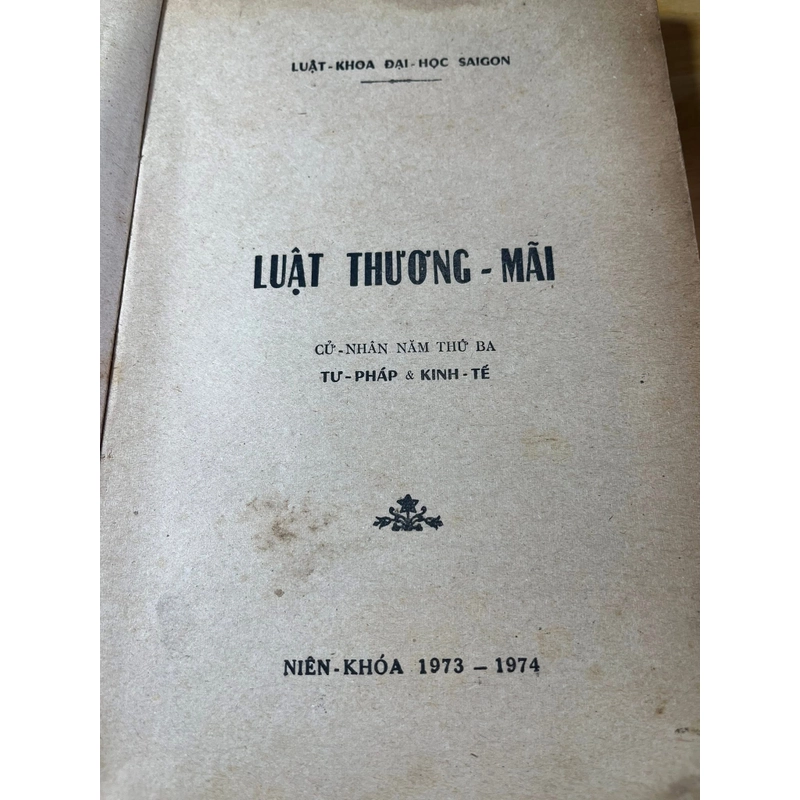 LUẬT-KHOA ĐẠI-HỌC SAIGON
LUẬT THƯƠNG-MÃI
CỬ-NHÂN NĂM THỨ BA
TƯ-PHÁP & KINH-TẾ
NIÊN-KHÓA 1973 – 1974